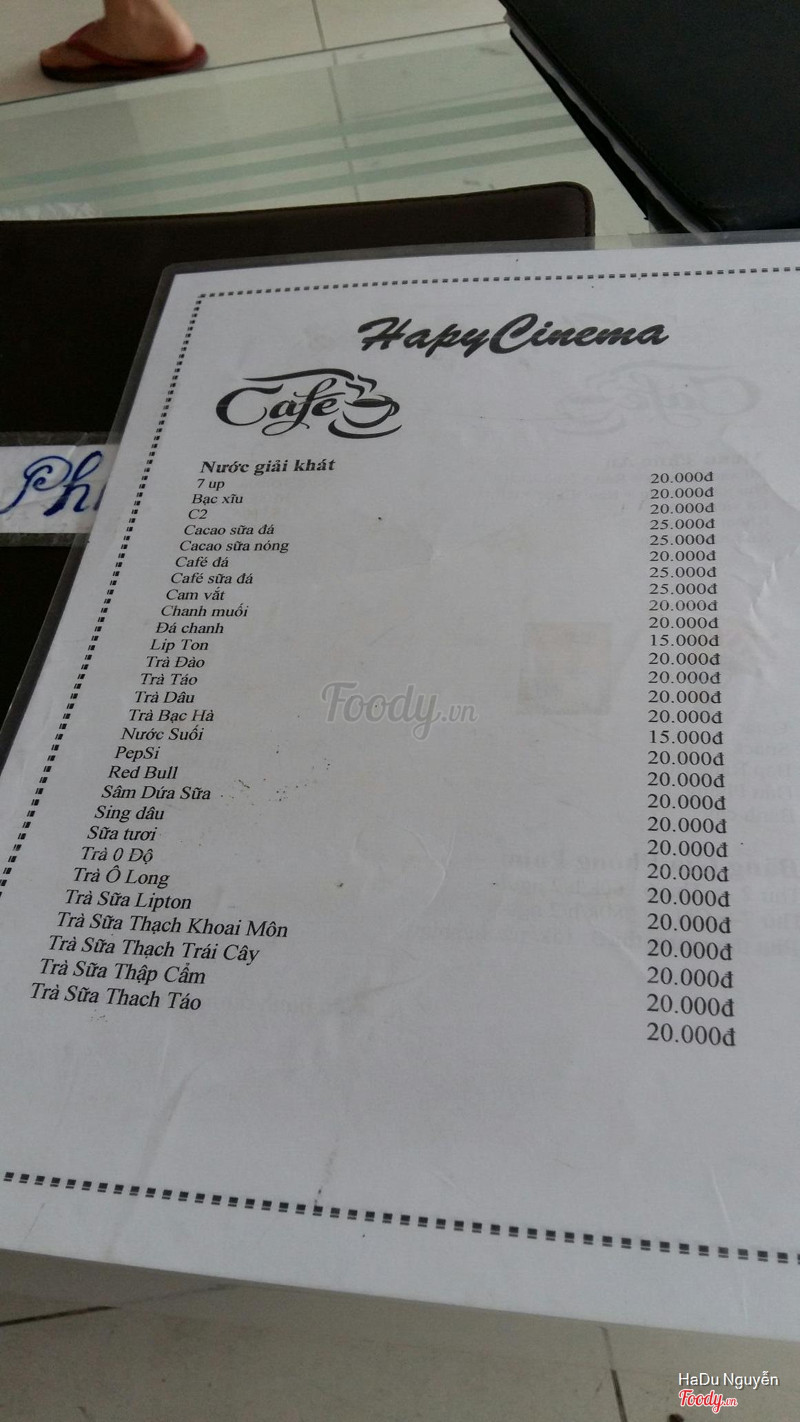 HapyCinema
Café
Nước giải khát
7 up 20.000đ
Bạc xĩu 20.000đ
C2 20.000đ
Cacao sữa đá 25.000đ
Cacao sữa nóng 25.000đ
Café đá 20.000đ
Café sữa đá 25.000đ
Cam vắt 25.000đ
Chanh muối 20.000đ
Đá chanh 20.000đ
Lip Ton 15.000đ
Trà Đào 20.000đ
Trà Táo 20.000đ
Trà Dâu 20.000đ
Trà Bạc Hà 20.000đ
Nước Suối 15.000đ
PepSi 20.000đ
Red Bull 20.000đ
Sâm Dứa Sữa 20.000đ
Sing dâu 20.000đ
Sữa tươi 20.000đ
Trà 0 Độ 20.000đ
Trà Ô Long 20.000đ
Trà Sữa Lipton 20.000đ
Trà Sữa Thạch Khoai Môn 20.000đ
Trà Sữa Thạch Trái Cây 20.000đ
Trà Sữa Thập Cẩm 20.000đ
Trà Sữa Thach Táo 20.000đ
Foody.vn
HaDu Nguyễn
Foody.vn